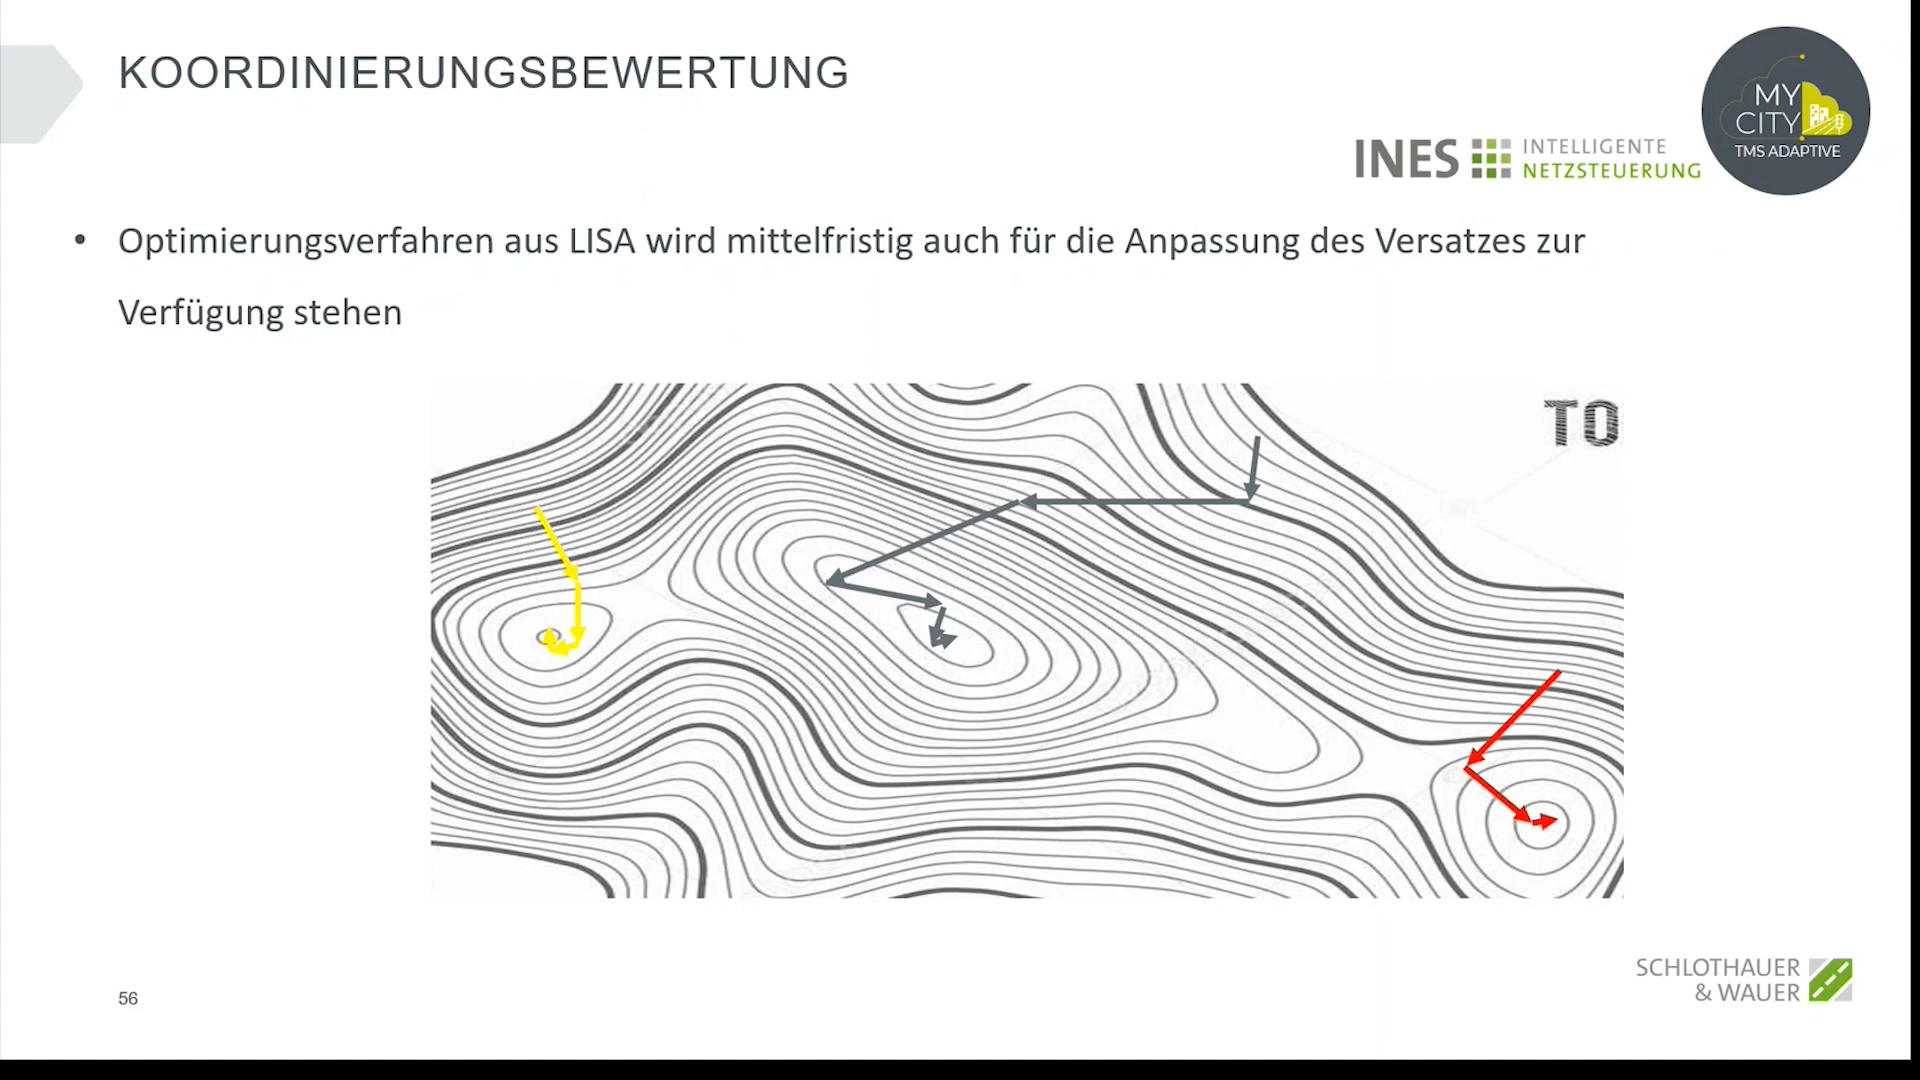 KOORDINIERUNGSBEWERTUNG
MY
CITY
TMS ADAPTIVE
INES
INTELLIGENTE
NETZSTEUERUNG
• Optimierungsverfahren aus LISA wird mittelfristig auch für die Anpassung des Versatzes zur
Verfügung stehen
TO
SCHLOTHAUER
& WAUER
56